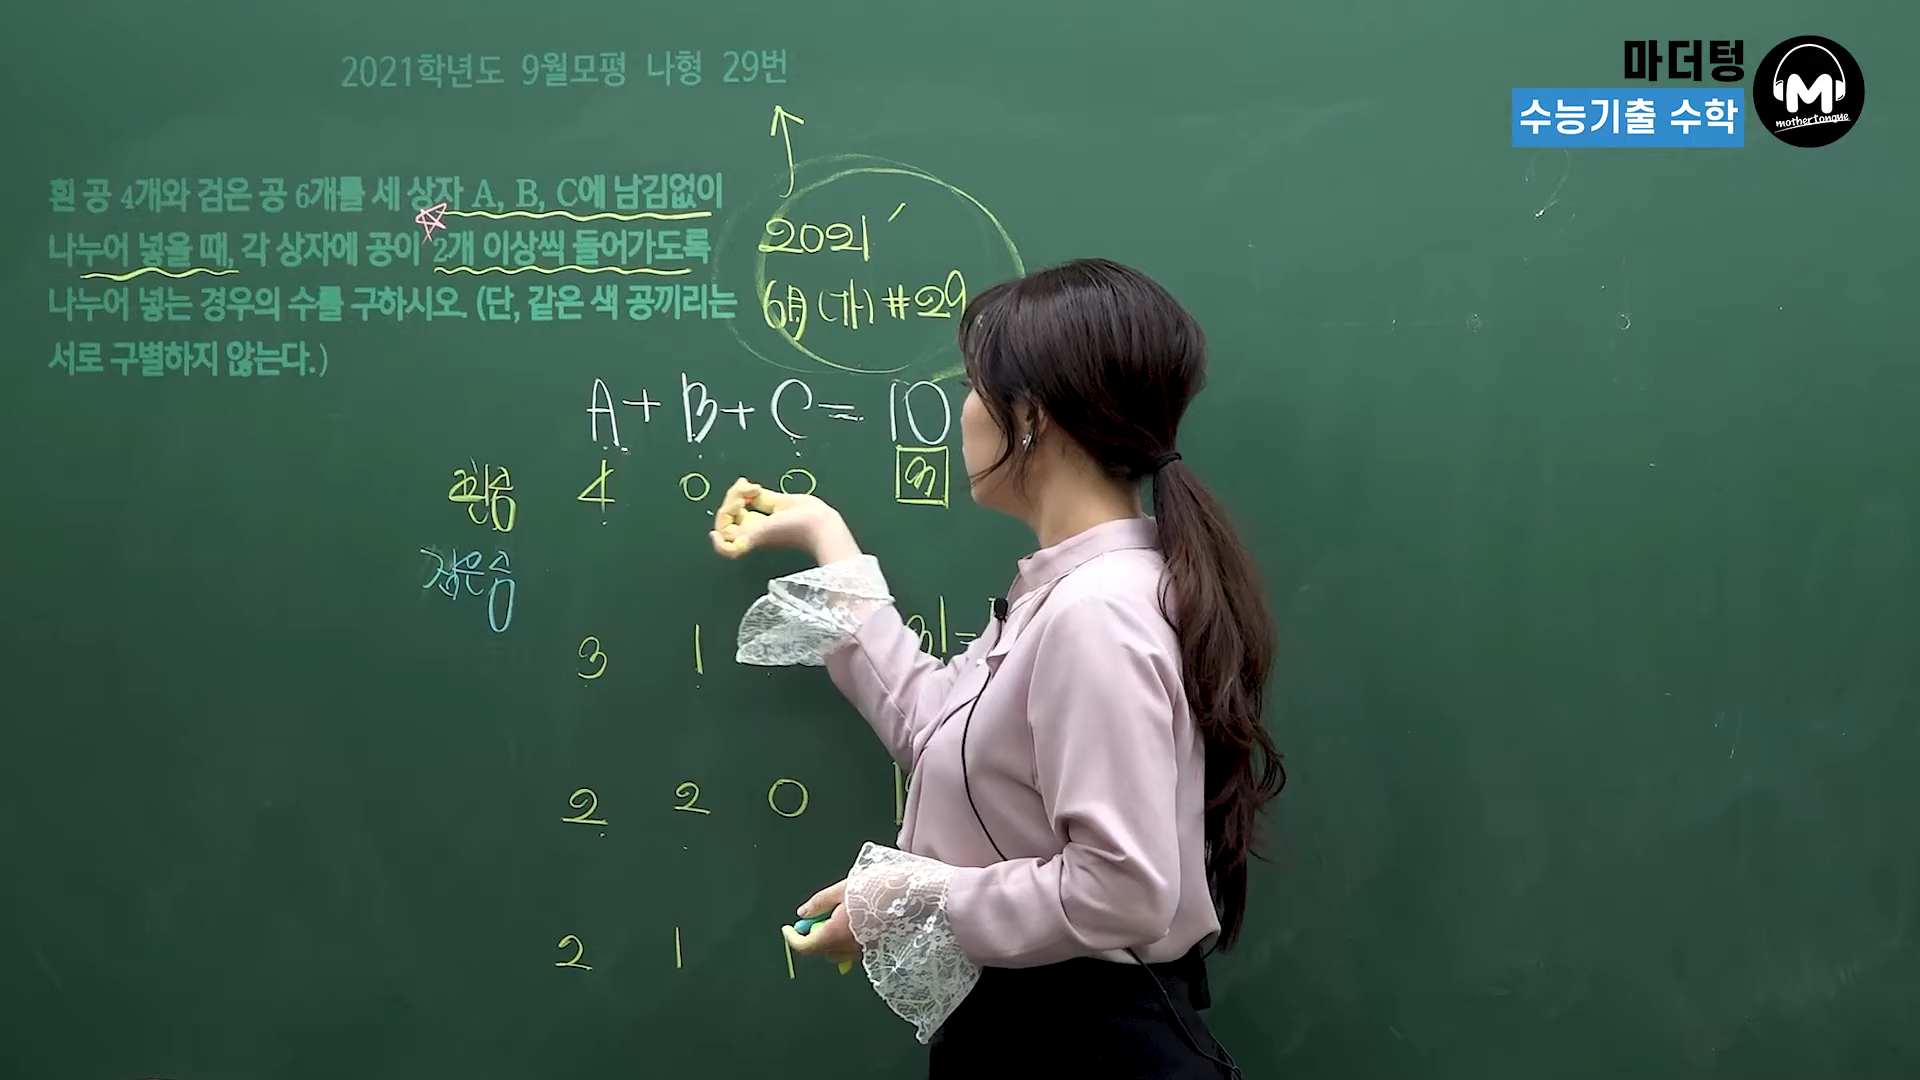 2021학년도 9월모평 나형 29번
마더텅
수능기출 수학
M
mothertongue
흰 공 4개와 검은 공 6개를 세 상자 A, B, C에 남김없이
나누어 넣을 때, 각 상자에 공이 2개 이상씩 들어가도록
나누어 넣는 경우의 수를 구하시오. (단, 같은 색 공끼리는
서로 구별하지 않는다.)
2021
6月 (가) #29
A + B + C = 10
흰공 4 0 0
검은공
3 1
2 2 0
2 1 1